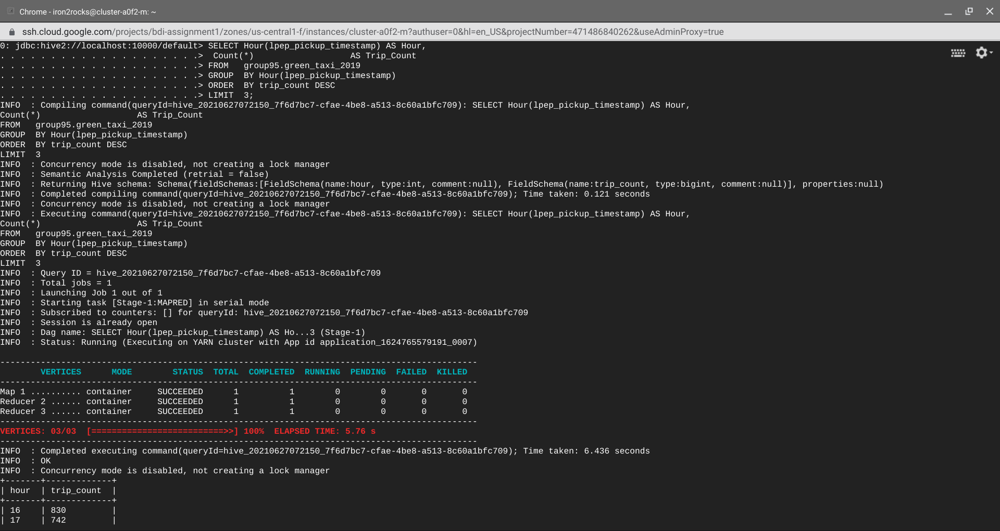 Chrome - iron2rocks@cluster-a0f2-m: ~
ssh.cloud.google.com/projects/bdi-assignment1/zones/us-central1-f/instances/cluster-a0f2-m?authuser=0&hl=en_US&projectNumber=471486840262&useAdminProxy=true
0: jdbc:hive2://localhost:10000/default> SELECT Hour(lpep_pickup_timestamp) AS Hour,
. . . . . . . . . . . . . . . . . . . .>  Count(*)                   AS Trip_Count
. . . . . . . . . . . . . . . . . . . .> FROM   group95.green_taxi_2019
. . . . . . . . . . . . . . . . . . . .> GROUP  BY Hour(lpep_pickup_timestamp)
. . . . . . . . . . . . . . . . . . . .> ORDER  BY trip_count DESC
. . . . . . . . . . . . . . . . . . . .> LIMIT  3;
INFO  : Compiling command(queryId=hive_20210627072150_7f6d7bc7-cfae-4be8-a513-8c60a1bfc709): SELECT Hour(lpep_pickup_timestamp) AS Hour,
Count(*)                   AS Trip_Count
FROM   group95.green_taxi_2019
GROUP  BY Hour(lpep_pickup_timestamp)
ORDER  BY trip_count DESC
LIMIT  3
INFO  : Concurrency mode is disabled, not creating a lock manager
INFO  : Semantic Analysis Completed (retrial = false)
INFO  : Returning Hive schema: Schema(fieldSchemas:[FieldSchema(name:hour, type:int, comment:null), FieldSchema(name:trip_count, type:bigint, comment:null)], properties:null)
INFO  : Completed compiling command(queryId=hive_20210627072150_7f6d7bc7-cfae-4be8-a513-8c60a1bfc709); Time taken: 0.121 seconds
INFO  : Concurrency mode is disabled, not creating a lock manager
INFO  : Executing command(queryId=hive_20210627072150_7f6d7bc7-cfae-4be8-a513-8c60a1bfc709): SELECT Hour(lpep_pickup_timestamp) AS Hour,
Count(*)                   AS Trip_Count
FROM   group95.green_taxi_2019
GROUP  BY Hour(lpep_pickup_timestamp)
ORDER  BY trip_count DESC
LIMIT  3
INFO  : Query ID = hive_20210627072150_7f6d7bc7-cfae-4be8-a513-8c60a1bfc709
INFO  : Total jobs = 1
INFO  : Launching Job 1 out of 1
INFO  : Starting task [Stage-1:MAPRED] in serial mode
INFO  : Subscribed to counters: [] for queryId: hive_20210627072150_7f6d7bc7-cfae-4be8-a513-8c60a1bfc709
INFO  : Session is already open
INFO  : Dag name: SELECT Hour(lpep_pickup_timestamp) AS Ho...3 (Stage-1)
INFO  : Status: Running (Executing on YARN cluster with App id application_1624765579191_0007)
----------------------------------------------------------------------------------------------
        VERTICES      MODE        STATUS  TOTAL  COMPLETED  RUNNING  PENDING  FAILED  KILLED
----------------------------------------------------------------------------------------------
Map 1 .......... container     SUCCEEDED      1          1        0        0       0       0
Reducer 2 ...... container     SUCCEEDED      1          1        0        0       0       0
Reducer 3 ...... container     SUCCEEDED      1          1        0        0       0       0
----------------------------------------------------------------------------------------------
VERTICES: 03/03  [==========================>>] 100%  ELAPSED TIME: 5.76 s
----------------------------------------------------------------------------------------------
INFO  : Completed executing command(queryId=hive_20210627072150_7f6d7bc7-cfae-4be8-a513-8c60a1bfc709); Time taken: 6.436 seconds
INFO  : OK
INFO  : Concurrency mode is disabled, not creating a lock manager
+-------+-------------+
| hour  | trip_count  |
+-------+-------------+
| 16    | 830         |
| 17    | 742         |